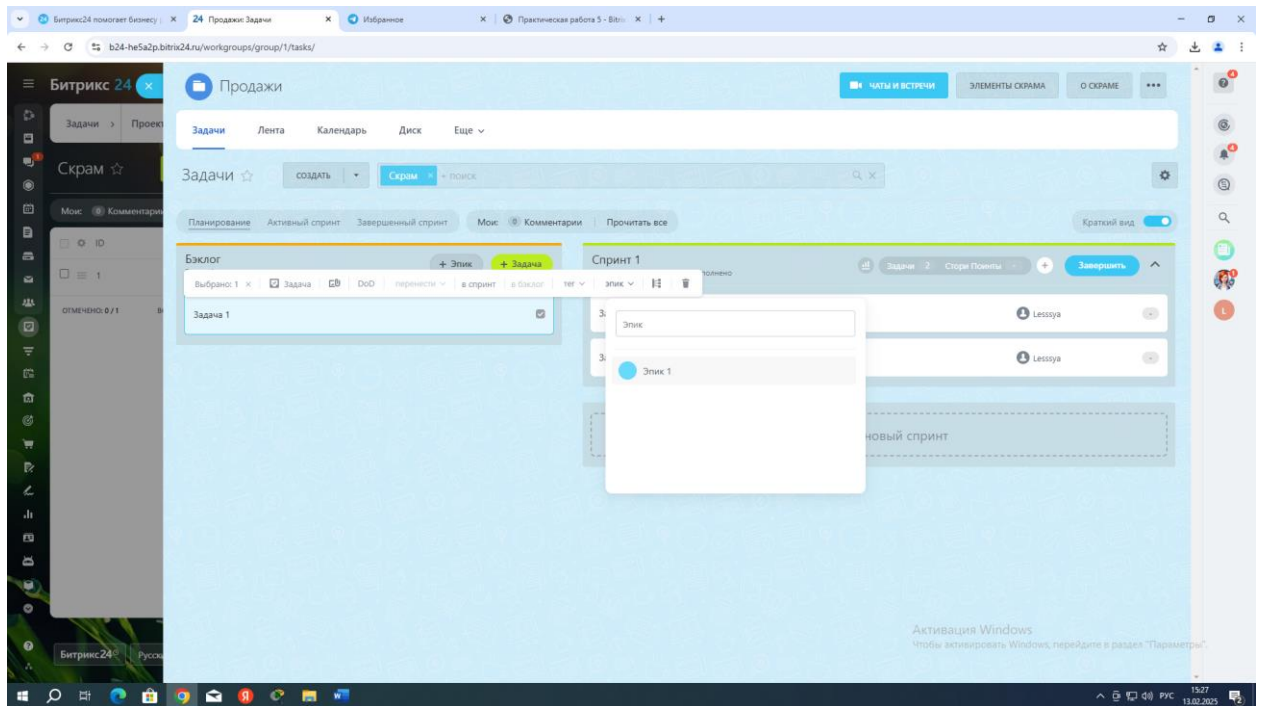 Битрикс24 помогает бизнесу
24 Продажи: Задачи
Избранное
Практическая работа 5 - Bitrix
b24-he5a2p.bitrix24.ru/workgroups/group/1/tasks/
Битрикс 24
Продажи
ЧАТЫ И ВСТРЕЧИ
ЭЛЕМЕНТЫ СКРАМА
О СКРАМЕ
Задачи
Проект
Задачи Лента Календарь Диск Еще
Скрам
Задачи
СОЗДАТЬ
Скрам
+ поиск
Мои: 0 Комментарии
Планирование Активный спринт Завершенный спринт
Мои: 0 Комментарии Прочитать все
Краткий вид
ID
1
ОТМЕЧЕНО: 0 / 1
Бэклог
+ Эпик
+ Задача
Спринт 1
Задачи 2 Стори Поинты -
+
Завершить
Выбрано: 1 × Задача DoD перенести в спринт в бэклог тег эпик
Задача 1
Lesssya
-
Эпик
Lesssya
-
Эпик 1
новый спринт
Активация Windows
Чтобы активировать Windows, перейдите в раздел "Параметры".
Битрикс24©
L
РУС
15:27
13.02.2025